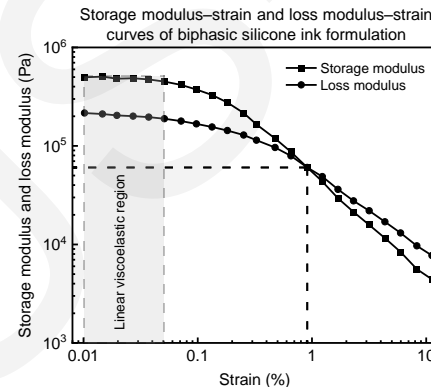 Storage modulus–strain and loss modulus–strain
curves of biphasic silicone ink formulation
Storage modulus and loss modulus (Pa)
10⁶
10⁵
10⁴
10³
Storage modulus
Loss modulus
Linear viscoelastic region
0.01
0.1
1
10
Strain (%)